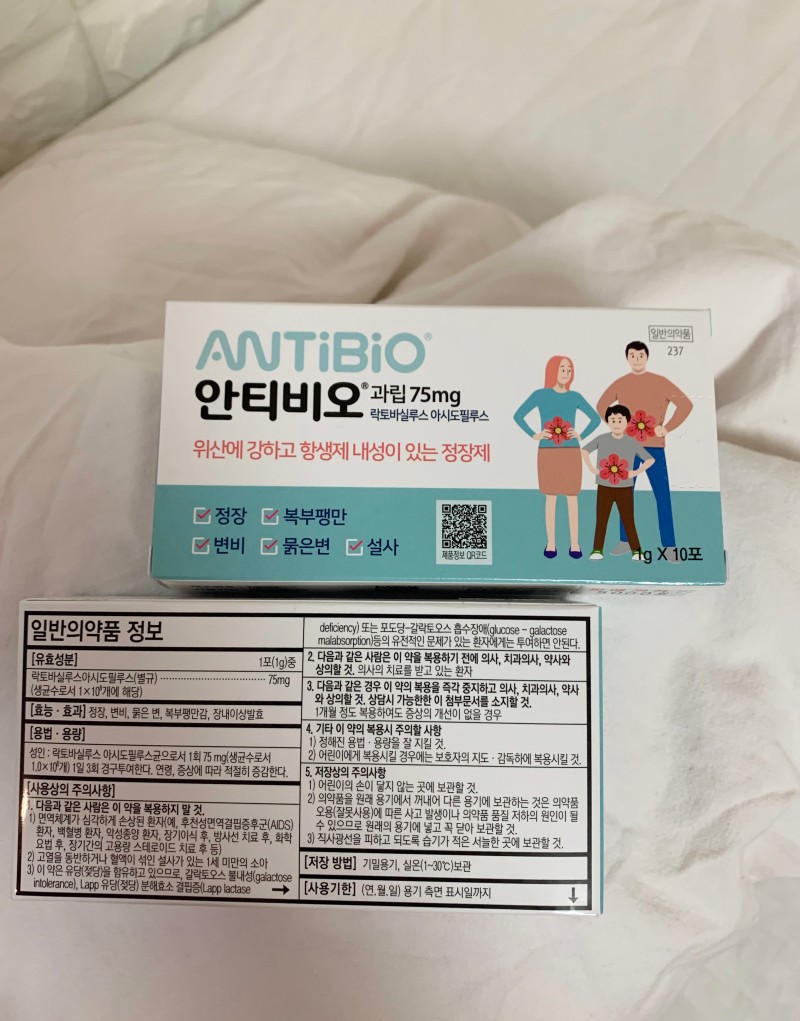 ANTiBiO®
안티비오® 과립 75mg
락토바실루스 아시도필루스
일반의약품
237
위산에 강하고 항생제 내성이 있는 정장제
정장 복부팽만
변비 묽은변 설사
제품정보 QR코드
1g X 10포
일반의약품 정보
[유효성분] 1포(1g)중
락토바실루스아시도필루스(별규) 75mg
(생균수로서 1×10⁸개에 해당)
[효능·효과] 정장, 변비, 묽은 변, 복부팽만감, 장내이상발효
[용법·용량]
성인 : 락토바실루스 아시도필루스균으로서 1회 75 mg(생균수로서
1.0×10⁸개) 1일 3회 경구투여한다. 연령, 증상에 따라 적절히 증감한다.
[사용상의 주의사항]
1. 다음과 같은 사람은 이 약을 복용하지 말 것.
1) 면역체계가 심각하게 손상된 환자(예, 후천성면역결핍증후군(AIDS)
환자, 백혈병 환자, 악성종양 환자, 장기이식 후, 방사선 치료 후, 화학
요법 후, 장기간의 고용량 스테로이드 치료 후 등)
2) 고열을 동반하거나 혈액이 섞인 설사가 있는 1세 미만의 소아
3) 이 약은 유당(젖당)을 함유하고 있으므로, 갈락토오스 불내성(galactose
intolerance), Lapp 유당(젖당) 분해효소 결핍증(Lapp lactase →
deficiency) 또는 포도당-갈락토오스 흡수장애(glucose - galactose
malabsorption)등의 유전적인 문제가 있는 환자에게는 투여하면 안된다.
2. 다음과 같은 사람은 이 약을 복용하기 전에 의사, 치과의사, 약사와
상의할 것. 의사의 치료를 받고 있는 환자
3. 다음과 같은 경우 이 약의 복용을 즉각 중지하고 의사, 치과의사, 약사
와 상의할 것. 상담시 가능한한 이 첨부문서를 소지할 것.
1개월 정도 복용하여도 증상의 개선이 없을 경우
4. 기타 이 약의 복용시 주의할 사항
1) 정해진 용법·용량을 잘 지킬 것.
2) 어린이에게 복용시킬 경우에는 보호자의 지도·감독하에 복용시킬 것.
5. 저장상의 주의사항
1) 어린이의 손이 닿지 않는 곳에 보관할 것.
2) 의약품을 원래 용기에서 꺼내어 다른 용기에 보관하는 것은 의약품
오용(잘못사용)에 따른 사고 발생이나 의약품 품질 저하의 원인이 될
수 있으므로 원래의 용기에 넣고 꼭 닫아 보관할 것.
3) 직사광선을 피하고 되도록 습기가 적은 서늘한 곳에 보관할 것.
[저장 방법] 기밀용기, 실온(1~30℃)보관
[사용기한] (연.월.일) 용기 측면 표시일까지 ↓